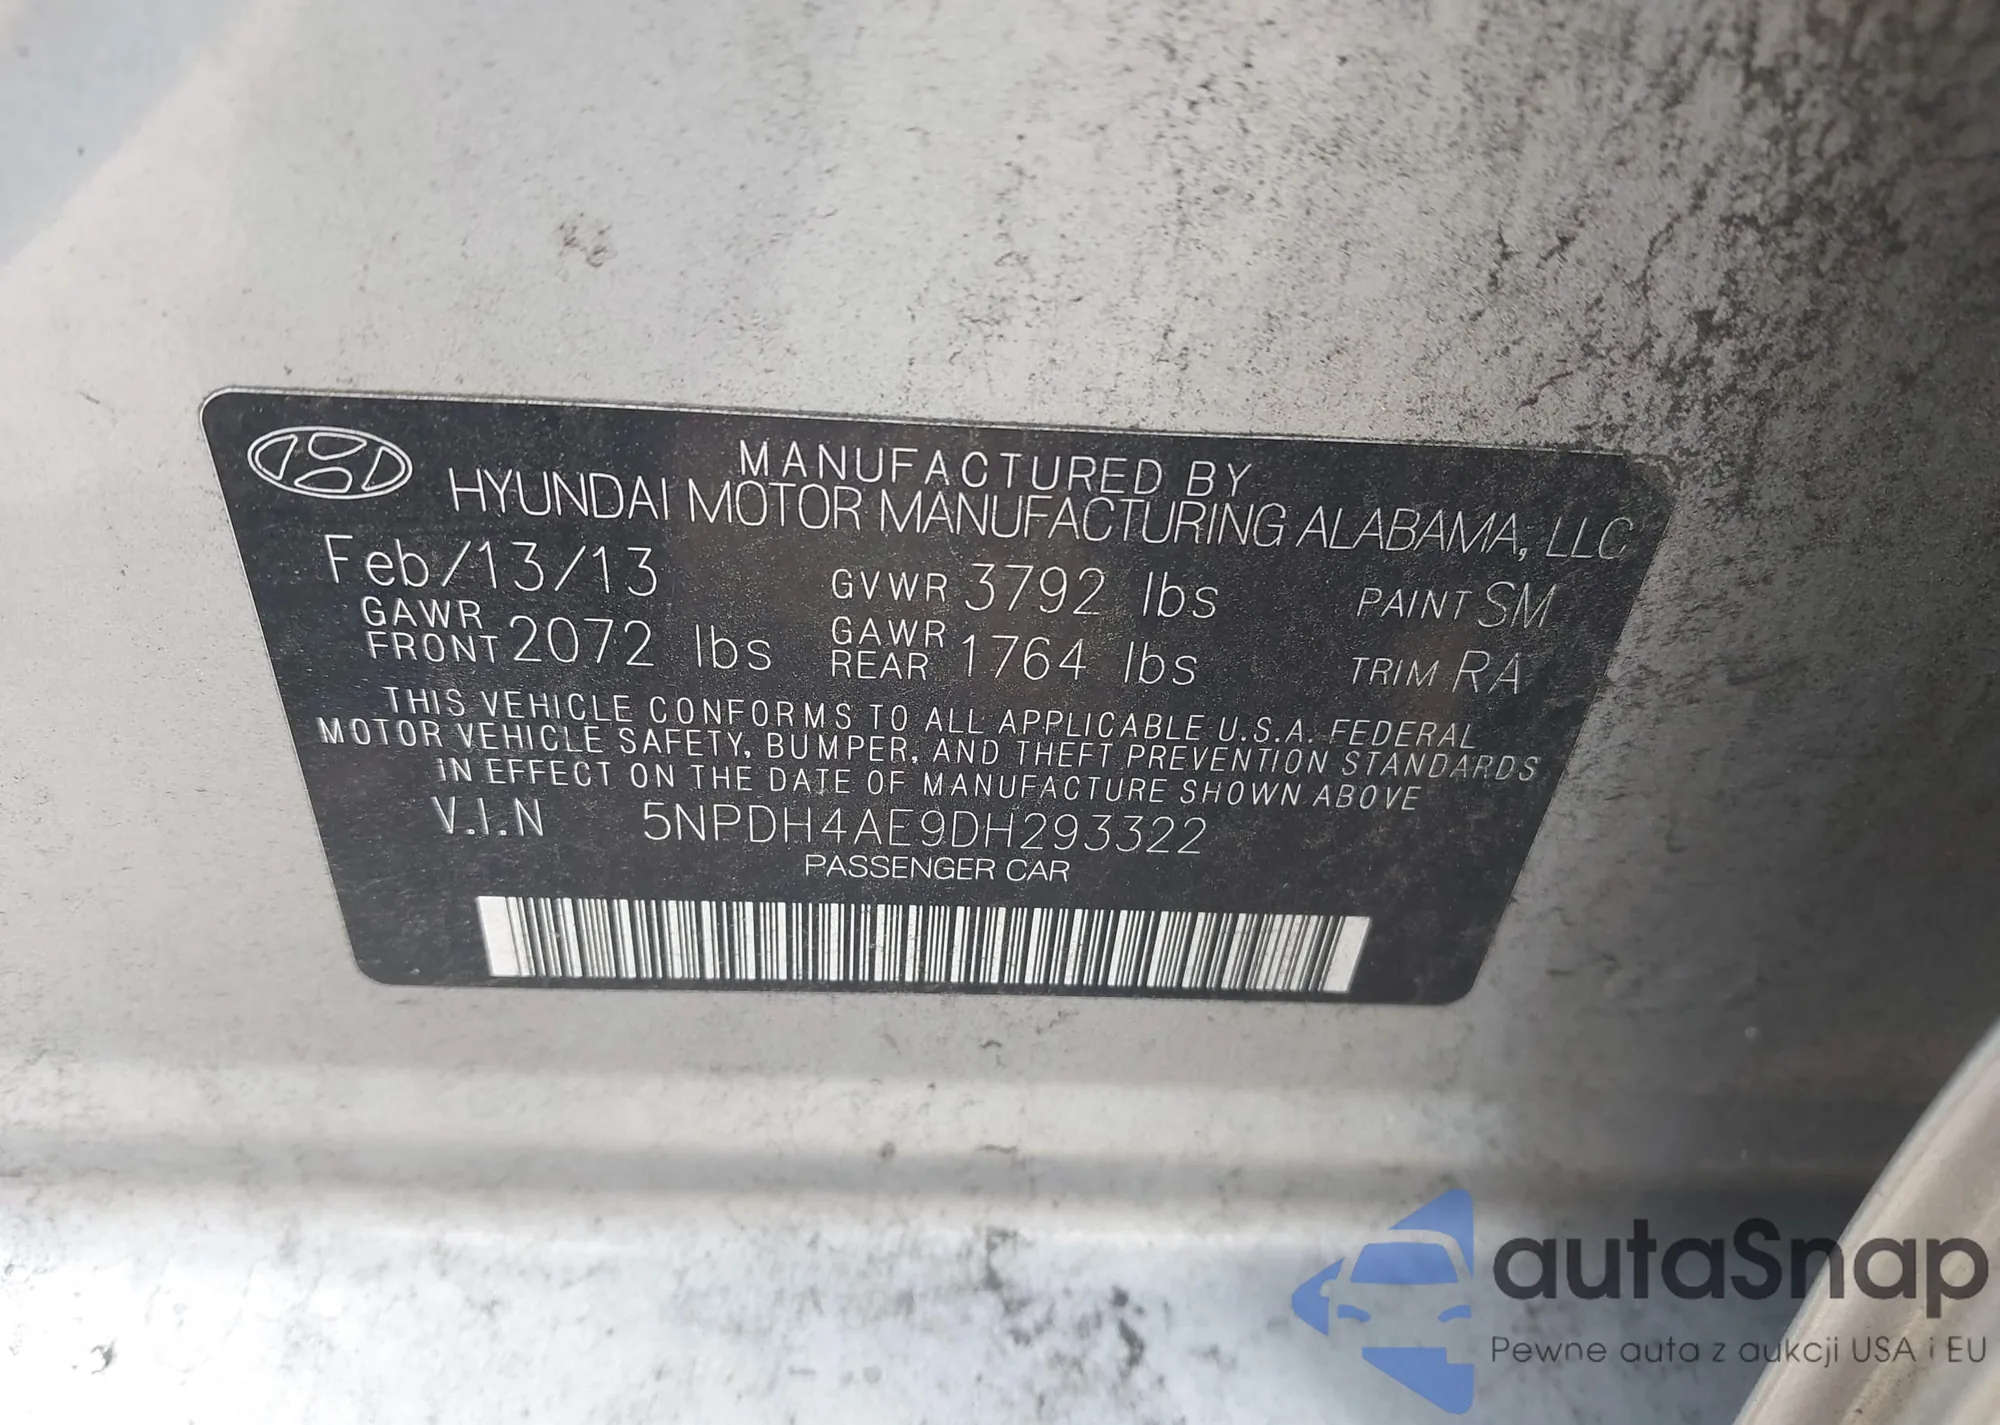 MANUFACTURED BY
HYUNDAI MOTOR MANUFACTURING ALABAMA, LLC
Feb/13/13 GVWR 3792 lbs PAINT SM
GAWR FRONT 2072 lbs GAWR REAR 1764 lbs TRIM RA
THIS VEHICLE CONFORMS TO ALL APPLICABLE U.S.A. FEDERAL
MOTOR VEHICLE SAFETY, BUMPER, AND THEFT PREVENTION STANDARDS
IN EFFECT ON THE DATE OF MANUFACTURE SHOWN ABOVE
V.I.N 5NPDH4AE9DH293322
PASSENGER CAR
autaSnap
Pewne auta z aukcji USA i EU